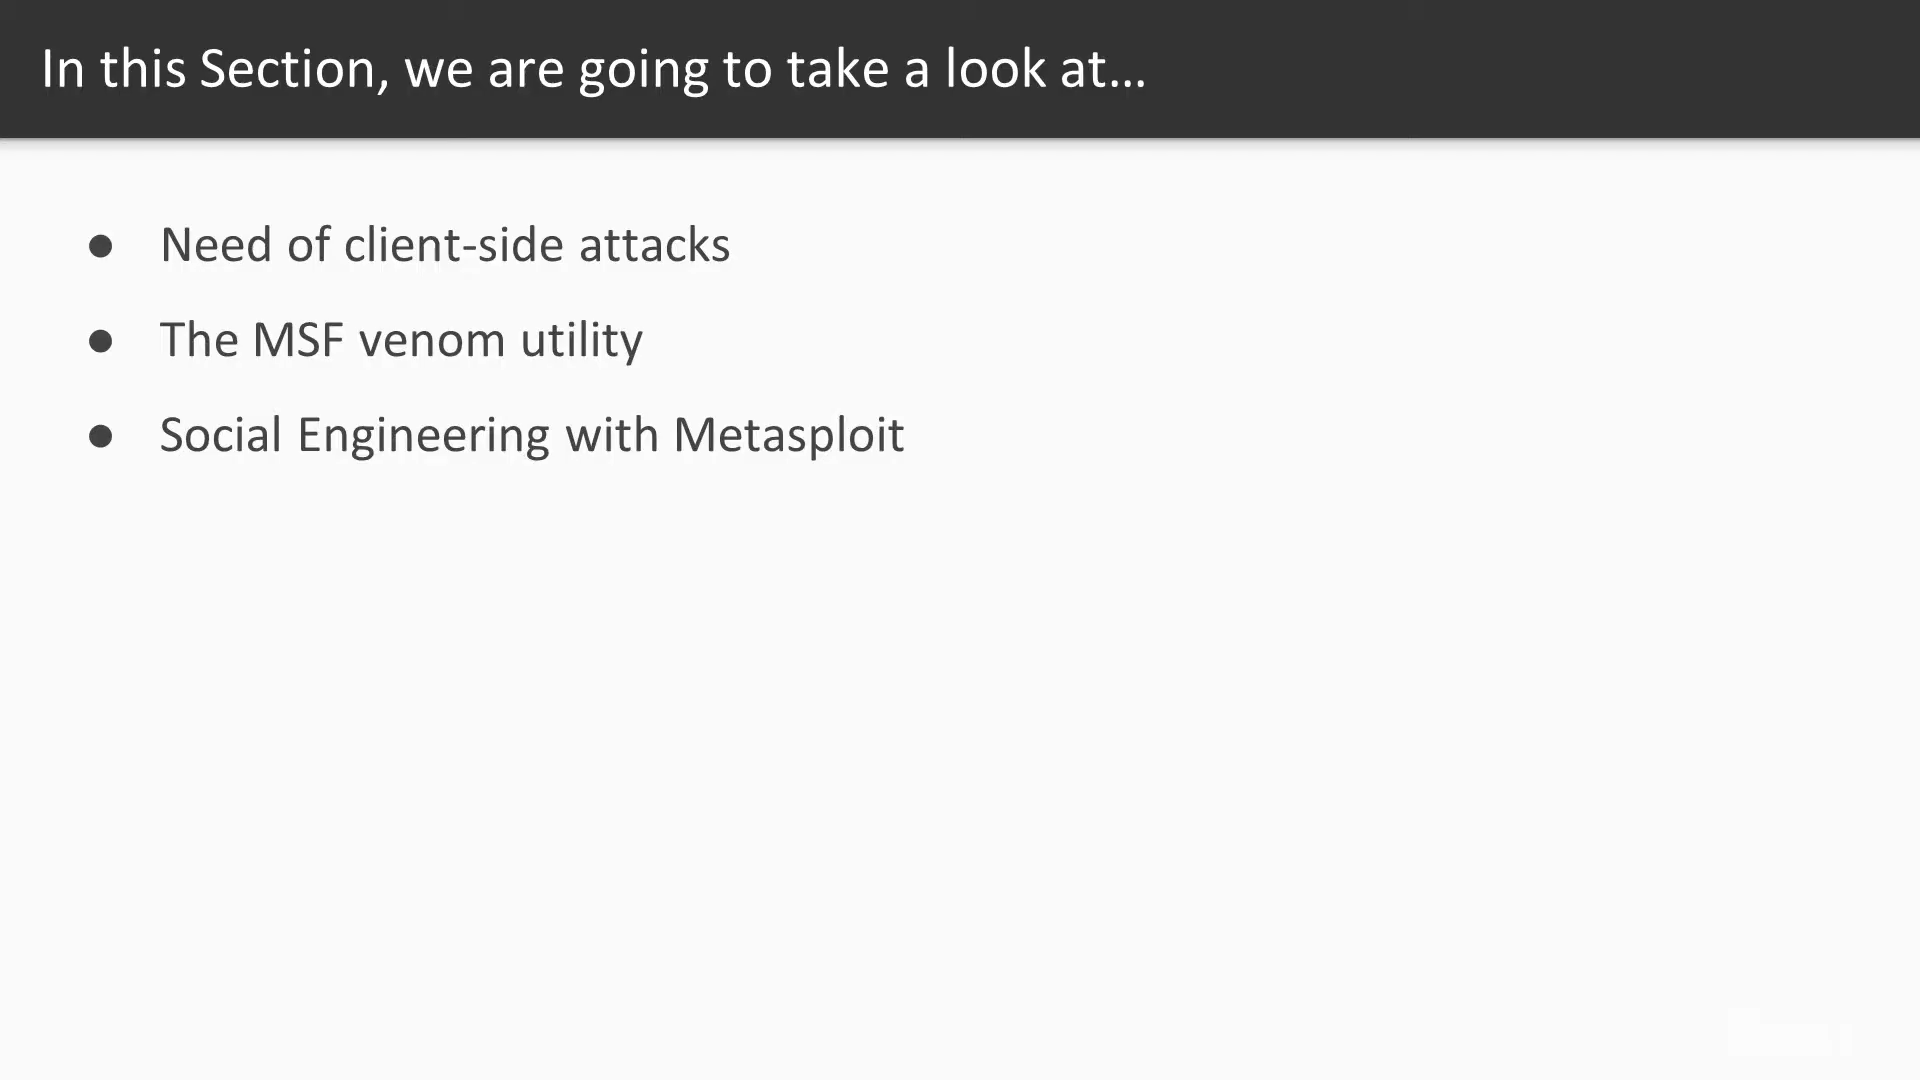 In this Section, we are going to take a look at…
● Need of client-side attacks
● The MSF venom utility
● Social Engineering with Metasploit